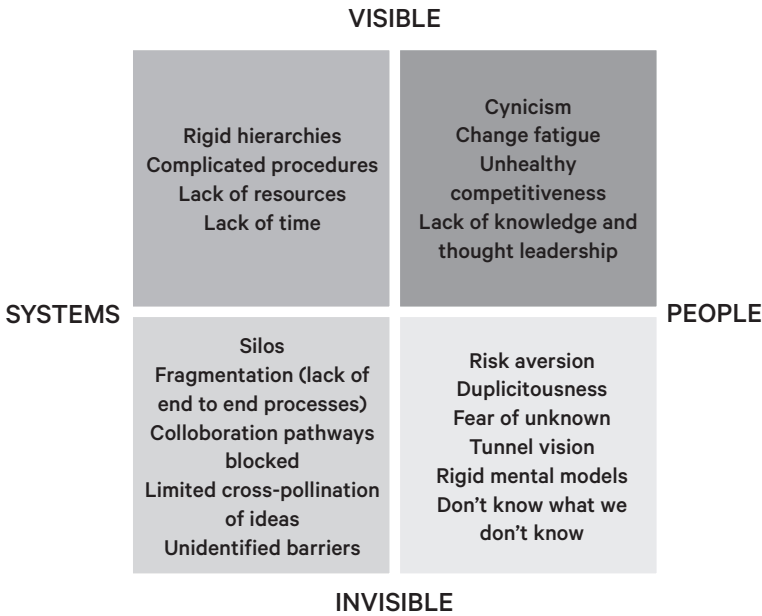 VISIBLE
Rigid hierarchies
Complicated procedures
Lack of resources
Lack of time
Cynicism
Change fatigue
Unhealthy
competitiveness
Lack of knowledge and
thought leadership
SYSTEMS
PEOPLE
Silos
Fragmentation (lack of
end to end processes)
Colloboration pathways
blocked
Limited cross-pollination
of ideas
Unidentified barriers
Risk aversion
Duplicitousness
Fear of unknown
Tunnel vision
Rigid mental models
Don’t know what we
don’t know
INVISIBLE